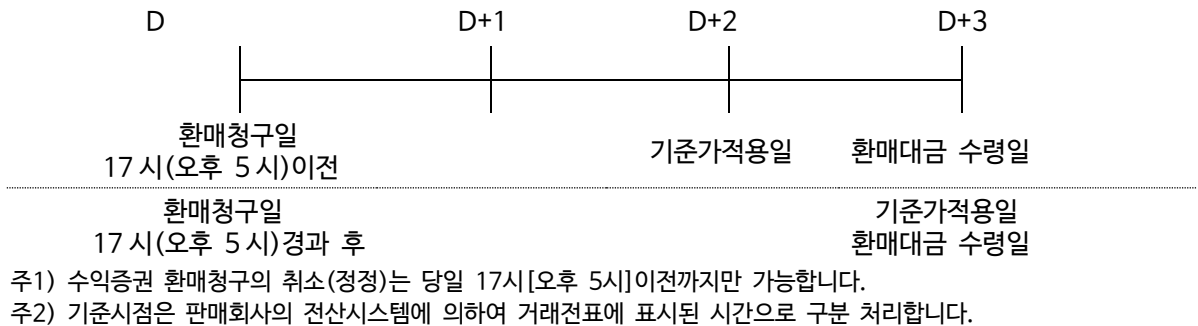 D D+1 D+2 D+3
환매청구일
17 시(오후 5 시)이전 기준가적용일 환매대금 수령일
환매청구일 기준가적용일
17 시(오후 5 시)경과 후 환매대금 수령일
주1) 수익증권 환매청구의 취소(정정)는 당일 17시[오후 5시]이전까지만 가능합니다.
주2) 기준시점은 판매회사의 전산시스템에 의하여 거래전표에 표시된 시간으로 구분 처리합니다.